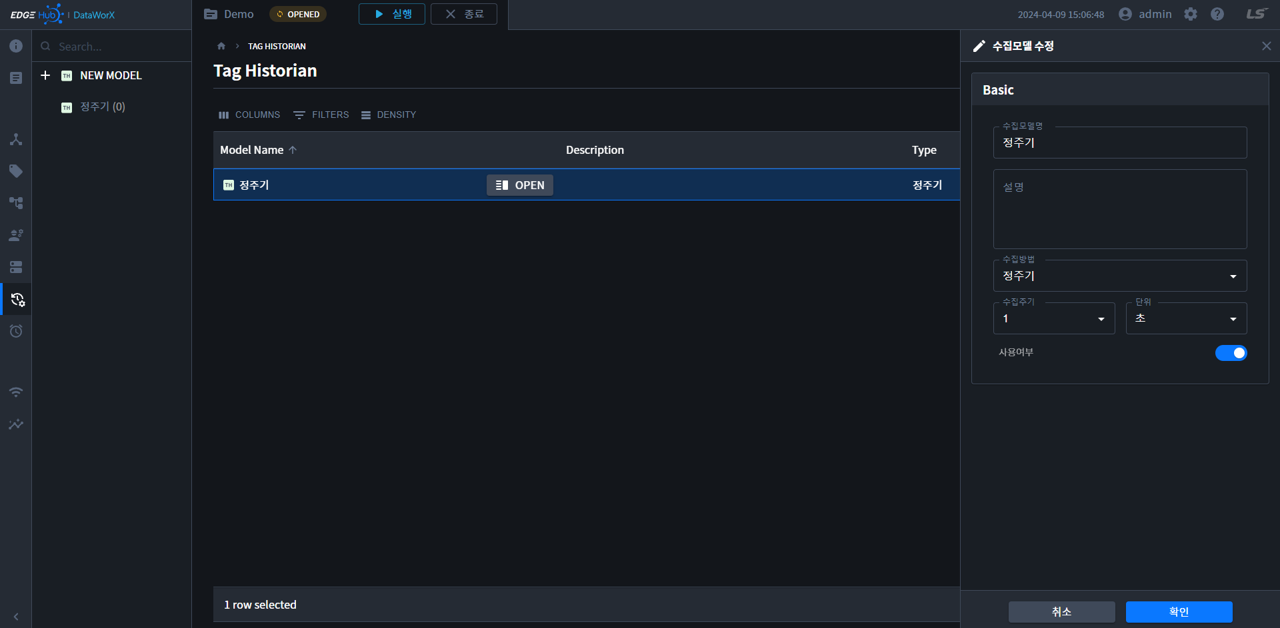 EDGE Hub | DataWorX
Demo
OPENED
실행
종료
2024-04-09 15:06:48
admin
LS
Search...
NEW MODEL
정주기 (0)
TAG HISTORIAN
Tag Historian
COLUMNS
FILTERS
DENSITY
Model Name
Description
Type
TH
정주기
OPEN
정주기
1 row selected
수집모델 수정
Basic
수집모델명
정주기
설명
수집방법
정주기
수집주기
1
단위
초
사용여부
취소
확인